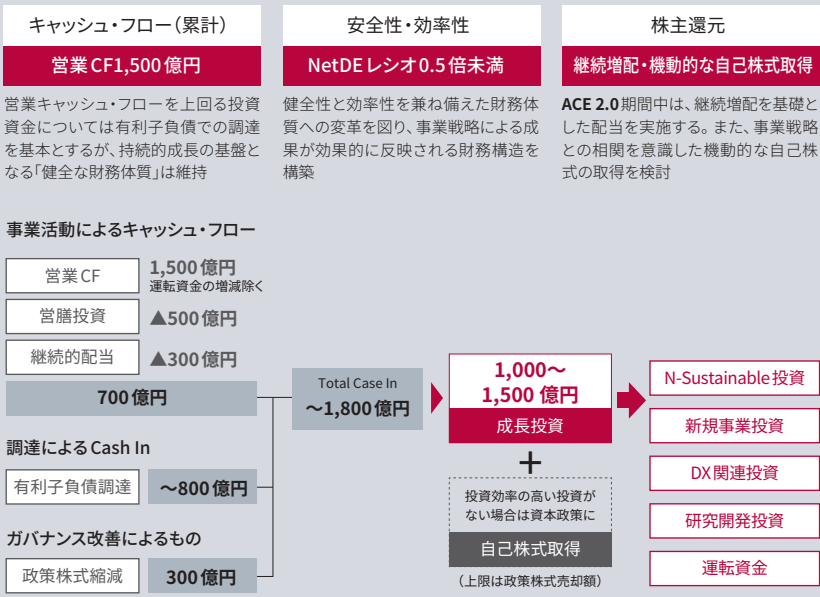 キャッシュ・フロー（累計）
営業CF1,500億円
営業キャッシュ・フローを上回る投資
資金については有利子負債での調達
を基本とするが、持続的成長の基盤と
なる「健全な財務体質」は維持
安全性・効率性
NetDEレシオ0.5倍未満
健全性と効率性を兼ね備えた財務体
質への変革を図り、事業戦略による成
果が効果的に反映される財務構造を
構築
株主還元
継続増配・機動的な自己株式取得
ACE 2.0期間中は、継続増配を基礎と
した配当を実施する。また、事業戦略
との相関を意識した機動的な自己株
式の取得を検討
事業活動によるキャッシュ・フロー
営業CF
1,500億円
運転資金の増減除く
営膳投資
▲500億円
継続的配当
▲300億円
700億円
調達によるCash In
有利子負債調達
～800億円
ガバナンス改善によるもの
政策株式縮減
300億円
Total Case In
～1,800億円
1,000～
1,500 億円
成長投資
＋
投資効率の高い投資が
ない場合は資本政策に
自己株式取得
（上限は政策株式売却額）
N-Sustainable投資
新規事業投資
DX関連投資
研究開発投資
運転資金